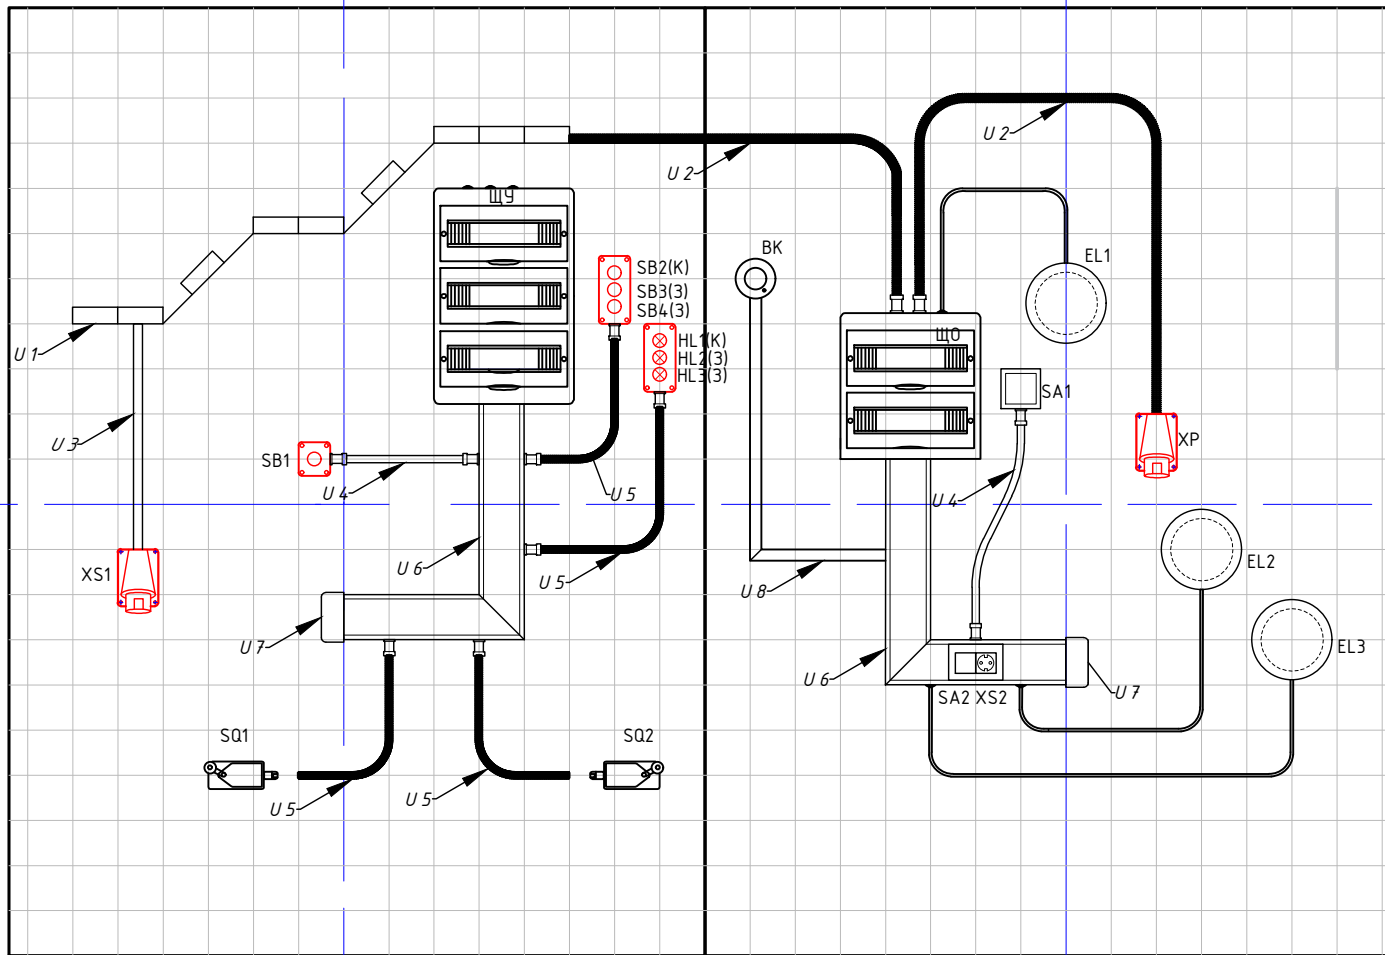 U 2
U 2
ЩУ
BK
EL1
SB2(К)
SB3(З)
SB4(З)
ЩО
HL1(К)
HL2(З)
HL3(З)
U 1
SA1
U 3
XP
SB1
U 4
U 5
U 4
XS1
U 6
U 5
U 8
EL2
U 7
EL3
U 6
SA2 XS2
U 7
SQ1
SQ2
U 5
U 5